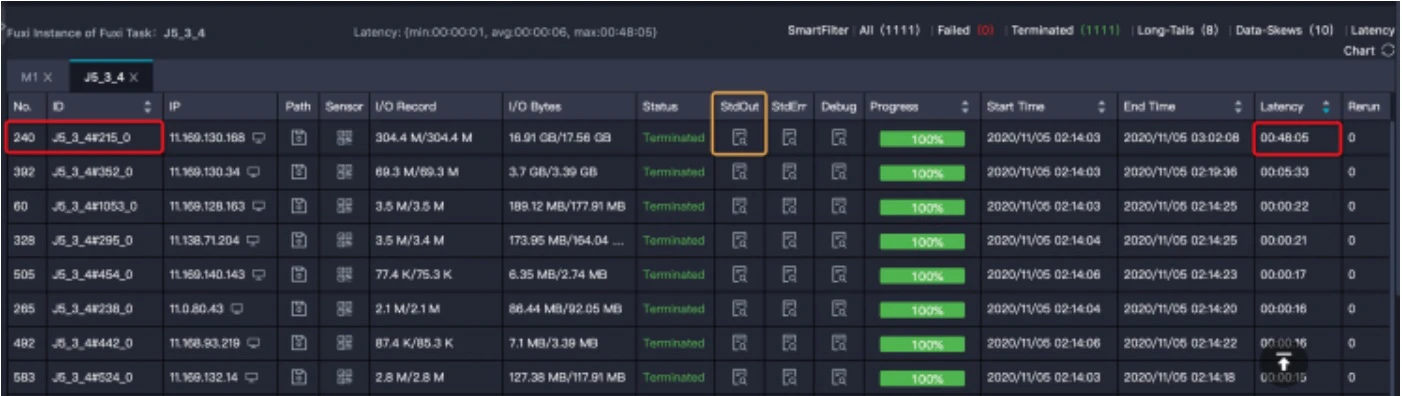 Fuxi Instance of Fuxi Task: J5_3_4 Latency: {min:00:00:01, avg:00:00:06, max:00:48:05} SmartFilter All (1111) | Failed (0) | Terminated (1111) | Long-Tails (8) | Data-Skews (10) | Latency
Chart
M1 X J5_3_4 X
No. ID IP Path Sensor I/O Record I/O Bytes Status StdOut StdErr Debug Progress Start Time End Time Latency Rerun
240 J5_3_4#215_0 11.169.130.168 304.4 M/304.4 M 16.91 GB/17.56 GB Terminated 100% 2020/11/05 02:14:03 2020/11/05 03:02:08 00:48:05 0
392 J5_3_4#352_0 11.169.130.34 69.3 M/69.3 M 3.7 GB/3.39 GB Terminated 100% 2020/11/05 02:14:03 2020/11/05 02:19:36 00:05:33 0
60 J5_3_4#1053_0 11.169.128.163 3.5 M/3.5 M 189.12 MB/177.91 MB Terminated 100% 2020/11/05 02:14:03 2020/11/05 02:14:25 00:00:22 0
328 J5_3_4#295_0 11.138.71.204 3.5 M/3.4 M 173.95 MB/164.04 .... Terminated 100% 2020/11/05 02:14:04 2020/11/05 02:14:25 00:00:21 0
505 J5_3_4#454_0 11.169.140.143 77.4 K/75.3 K 6.35 MB/2.74 MB Terminated 100% 2020/11/05 02:14:06 2020/11/05 02:14:23 00:00:17 0
265 J5_3_4#238_0 11.0.80.43 2.1 M/2.1 M 86.44 MB/92.05 MB Terminated 100% 2020/11/05 02:14:04 2020/11/05 02:14:20 00:00:16 0
492 J5_3_4#442_0 11.168.93.219 87.4 K/85.3 K 7.1 MB/3.39 MB Terminated 100% 2020/11/05 02:14:06 2020/11/05 02:14:22 00:00:16 0
583 J5_3_4#524_0 11.169.132.14 2.8 M/2.8 M 127.38 MB/117.91 MB Terminated 100% 2020/11/05 02:14:03 2020/11/05 02:14:18 00:00:15 0